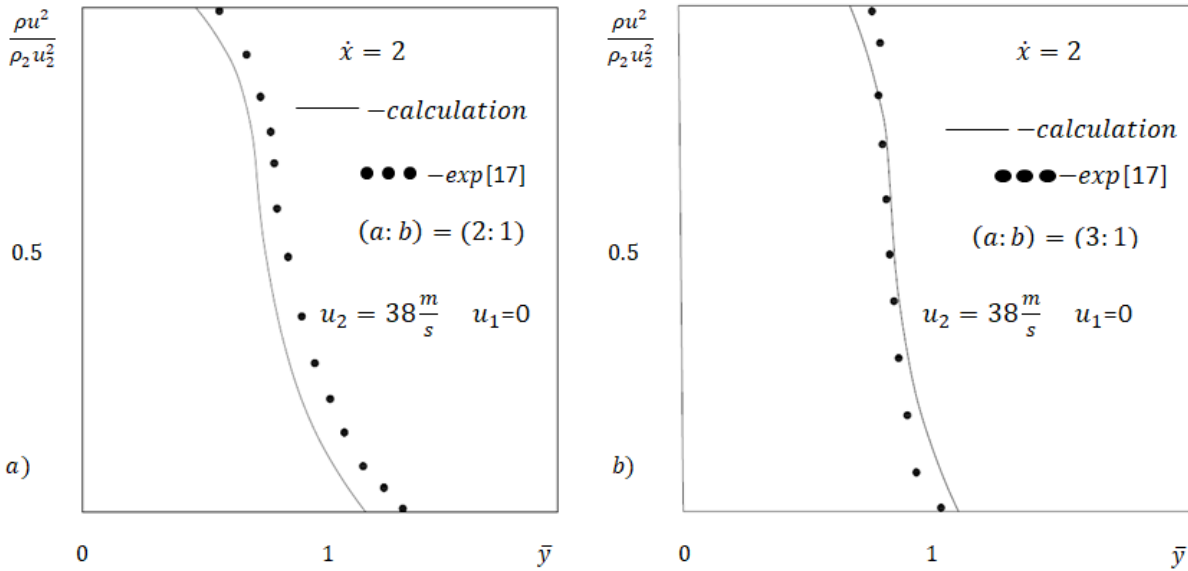 ρu²/ρ₂u₂²
ẋ = 2
−calculation
−exp[17]
(a: b) = (2: 1)
0.5
u₂ = 38 m/s u₁=0
a)
0 1 ȳ
ρu²/ρ₂u₂²
ẋ = 2
−calculation
−exp[17]
(a: b) = (3: 1)
0.5
u₂ = 38 m/s u₁=0
b)
0 1 ȳ